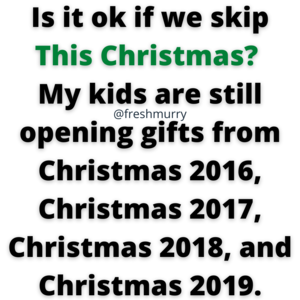 Is it ok if we skip
This Christmas?
My kids are still
@freshmurry
opening gifts from
Christmas 2016,
Christmas 2017,
Christmas 2018, and
Christmas 2019.